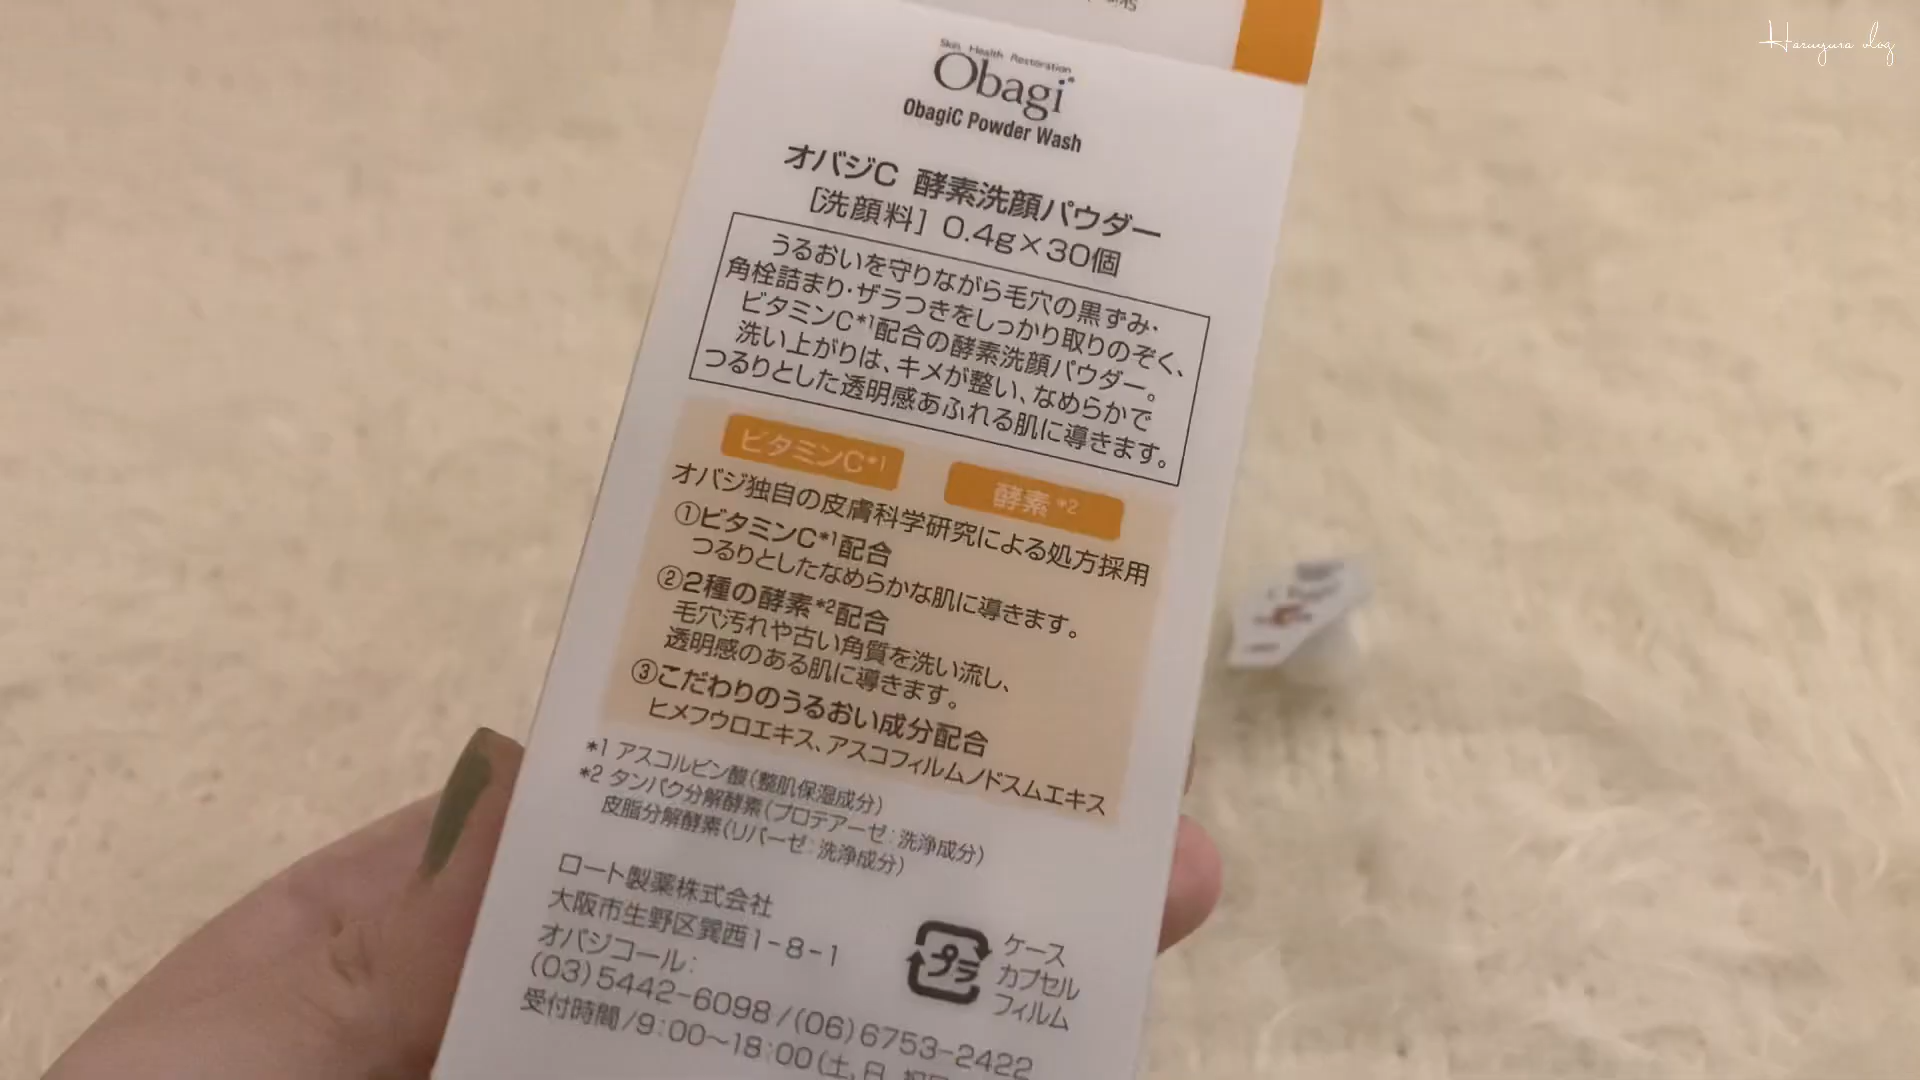 Haruyura vlog
Skin Health Restoration
Obagi
ObagiC Powder Wash
オバジC 酵素洗顔パウダー
[洗顔料] 0.4g×30個
うるおいを守りながら毛穴の黒ずみ・
角栓詰まり・ザラつきをしっかり取りのぞく、
ビタミンC*1配合の酵素洗顔パウダー。
洗い上がりは、キメが整い、なめらかで
つるりとした透明感あふれる肌に導きます。
ビタミンC*1
酵素*2
オバジ独自の皮膚科学研究による処方採用
①ビタミンC*1配合
つるりとしたなめらかな肌に導きます。
②2種の酵素*2配合
毛穴汚れや古い角質を洗い流し、
透明感のある肌に導きます。
③こだわりのうるおい成分配合
ヒメフウロエキス、アスコフィルムノドスムエキス
*1 アスコルビン酸(整肌保湿成分)
*2 タンパク分解酵素(プロテアーゼ:洗浄成分)
皮脂分解酵素(リパーゼ:洗浄成分)
ロート製薬株式会社
大阪市生野区巽西1-8-1
オバジコール:
(03)5442-6098/(06)6753-2422
受付時間/9:00〜18:00(土、日、
プラ
ケース
カプセル
フィルム